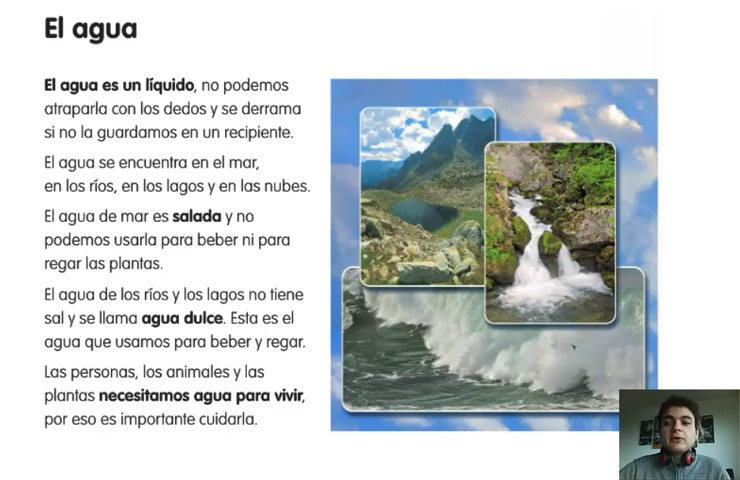 El agua
El agua es un líquido, no podemos
atraparla con los dedos y se derrama
si no la guardamos en un recipiente.
El agua se encuentra en el mar,
en los ríos, en los lagos y en las nubes.
El agua de mar es salada y no
podemos usarla para beber ni para
regar las plantas.
El agua de los ríos y los lagos no tiene
sal y se llama agua dulce. Esta es el
agua que usamos para beber y regar.
Las personas, los animales y las
plantas necesitamos agua para vivir,
por eso es importante cuidarla.